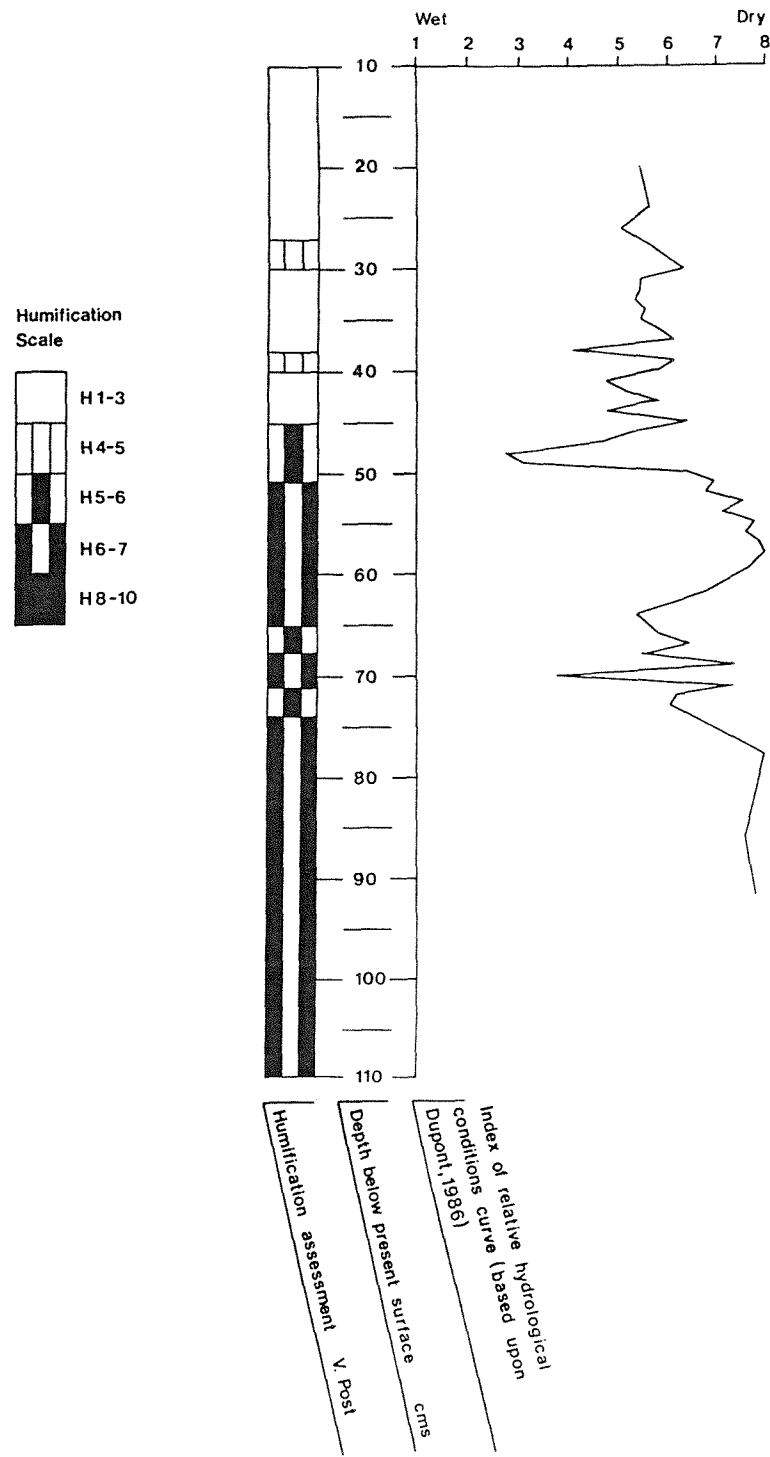 Wet Dry
1 2 3 4 5 6 7 8
10
20
30
Humification
Scale
40
H1-3
H4-5
50
H5-6
H6-7
60
H8-10
70
80
90
100
110
Humification assessment V. Post
Depth below present surface cms
Index of relative hydrological
conditions curve (based upon
Dupont, 1986)